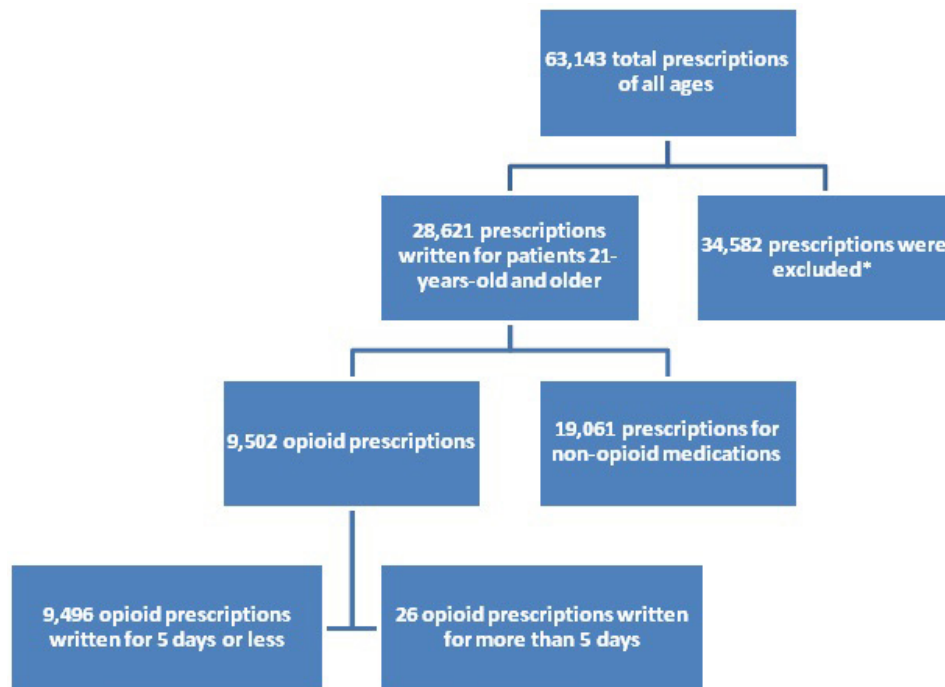 63,143 total prescriptions
of all ages
28,621 prescriptions
written for patients 21-
years-old and older
34,582 prescriptions were
excluded*
9,502 opioid prescriptions
19,061 prescriptions for
non-opioid medications
9,496 opioid prescriptions
written for 5 days or less
26 opioid prescriptions written
for more than 5 days